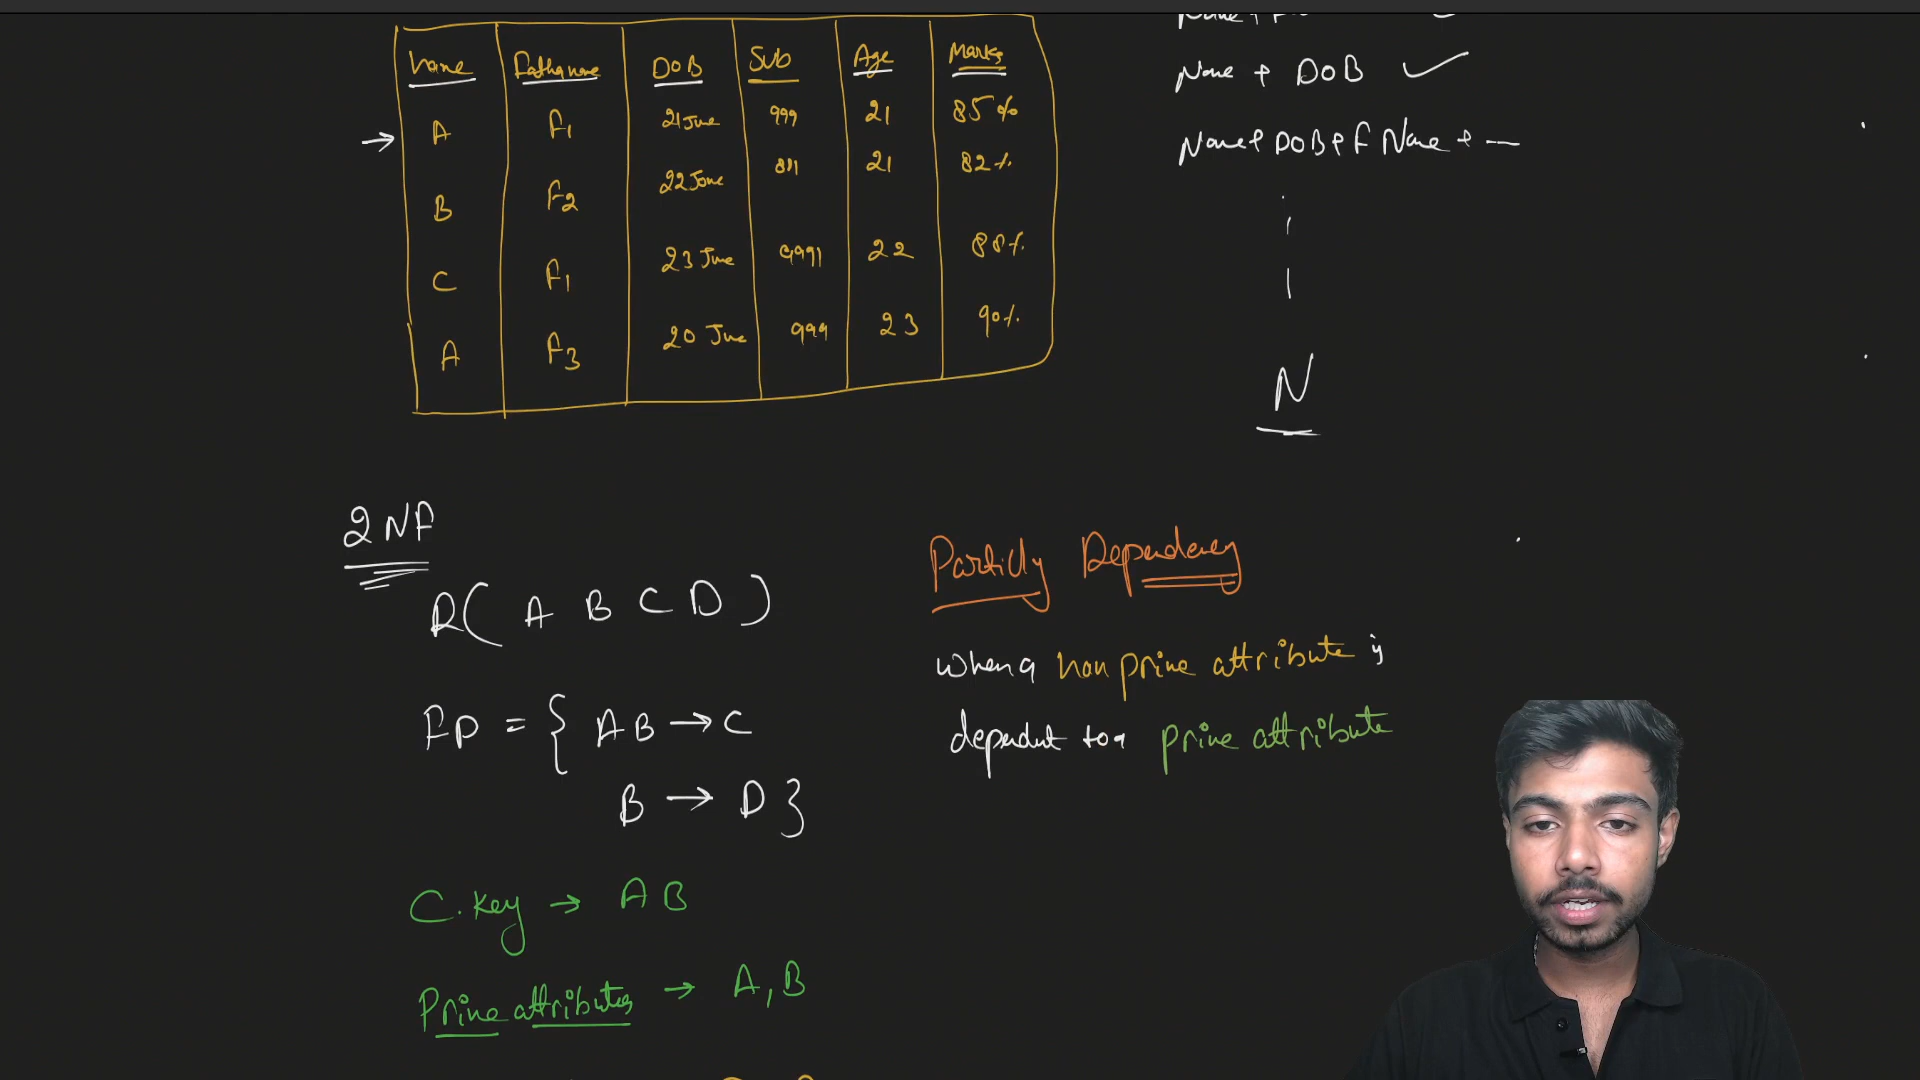 Name Fathername DOB Sub Age Marks
A F1 21 June 999 21 85%
B F2 22 June 811 21 82%
C F1 23 June 9991 22 88%
A F3 20 June 999 23 90%
Name + DOB ✓
Name + DOB + F Name + —
N
2NF
R( A B C D )
FD = { AB → C
B → D }
C. key → AB
Prime attributes → A, B
Partilly Dependency
when a non prime attribute is
dependent to a prime attribute